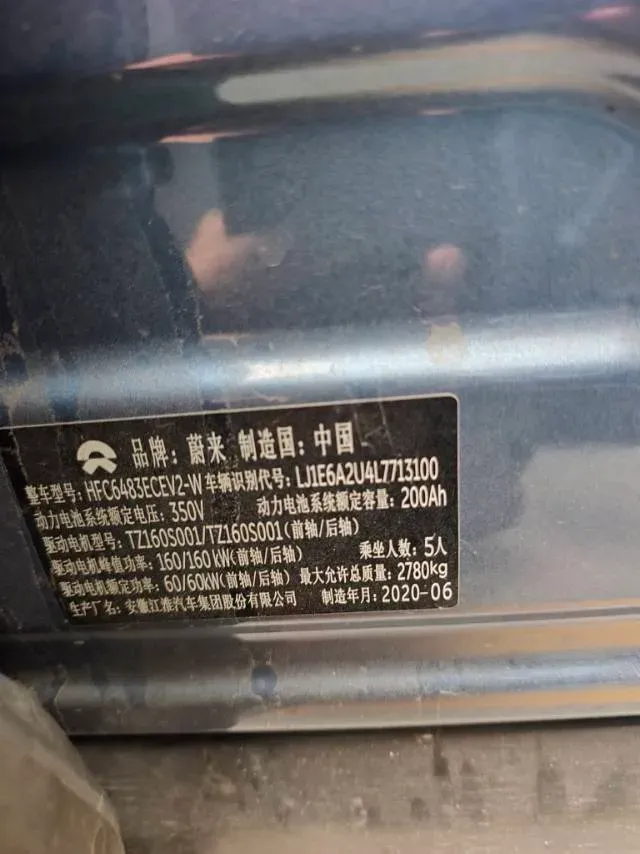 品牌：蔚来 制造国：中国
整车型号：HFC6483ECEV2-W 车辆识别代号：LJ1E6A2U4L7713100
动力电池系统额定电压：350V 动力电池系统额定容量：200Ah
驱动电机型号：TZ160S001/TZ160S001(前轴/后轴)
驱动电机峰值功率：160/160kW(前轴/后轴) 乘坐人数：5人
驱动电机额定功率：60/60kW(前轴/后轴) 最大允许总质量：2780kg
生产厂名：安徽江淮汽车集团股份有限公司 制造年月：2020-06